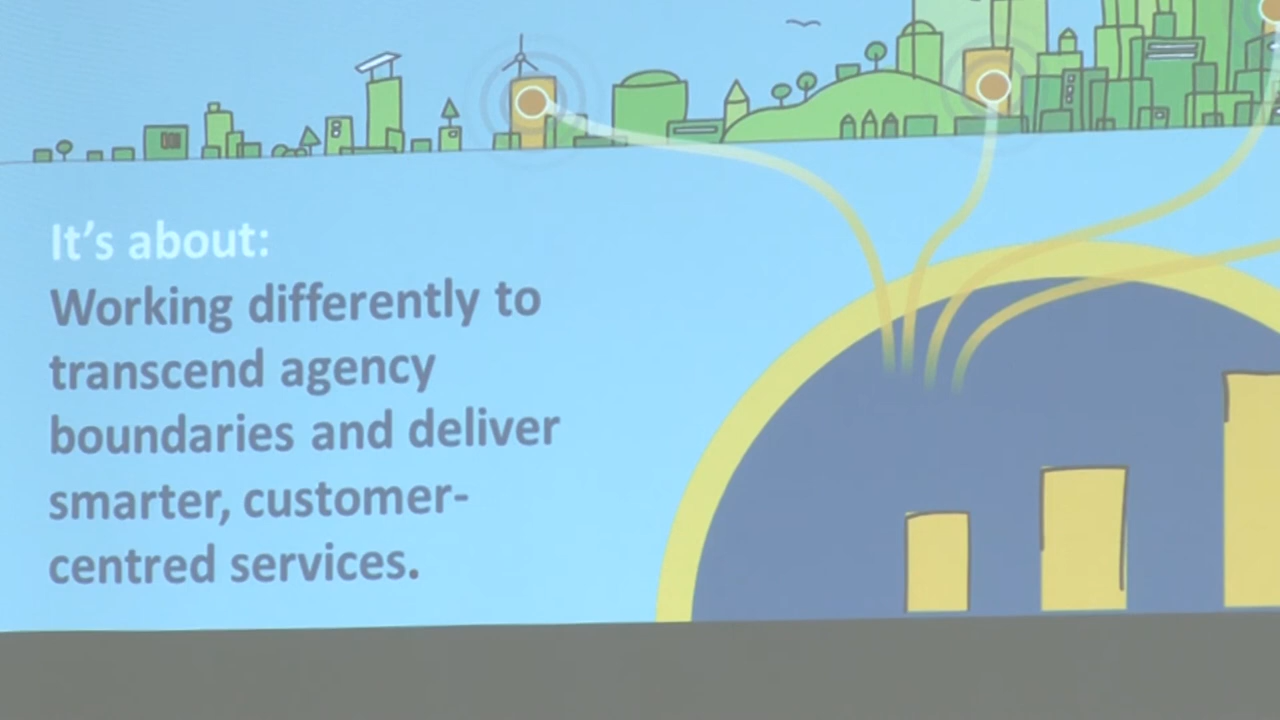 It's about:
Working differently to
transcend agency
boundaries and deliver
smarter, customer-
centred services.